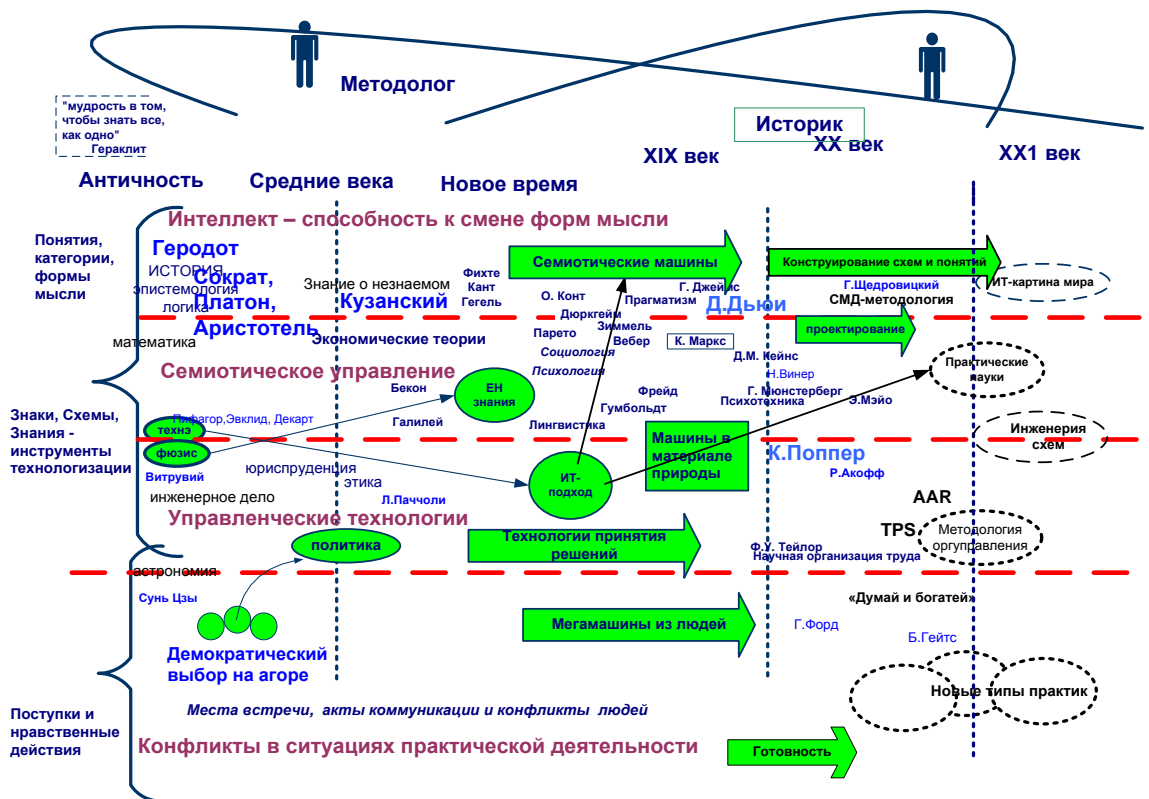 Методолог
"мудрость в том,
чтобы знать все,
как одно"
Гераклит
Историк
XIX век
XX век
XX1 век
Античность
Средние века
Новое время
Интеллект – способность к смене форм мысли
Понятия,
категории,
формы
мысли
Геродот
ИСТОРИЯ
эпистемология
логика
Сократ,
Платон,
Аристотель
Знание о незнаемом
Кузанский
Фихте
Кант
Гегель
Семиотические машины
О. Конт
Дюркгейм
Г. Джеймс
Прагматизм
Д.Дьюи
Конструирование схем и понятий
Г.Щедровицкий
СМД-методология
ИТ-картина мира
математика
Экономические теории
Парето
Зиммель
Вебер
К. Маркс
Социология
Психология
проектирование
Д.М. Кейнс
Н.Винер
Практические
науки
Семиотическое управление
Бекон
ЕН
знания
Фрейд
Гумбольдт
Г. Мюнстерберг
Психотехника
Э.Мэйо
Знаки, Схемы,
Знания -
инструменты
технологизации
Пифагор,Эвклид, Декарт
технэ
фюзис
Галилей
Лингвистика
Машины в
материале
природы
К.Поппер
Р.Акофф
Инженерия
схем
Витрувий
юриспруденция
этика
инженерное дело
Л.Паччоли
ИТ-
подход
AAR
TPS
Методология
оргуправления
Управленческие технологии
политика
Технологии принятия
решений
Ф.У. Тейлор
Научная организация труда
астрономия
Сунь Цзы
«Думай и богатей»
Мегамашины из людей
Г.Форд
Б.Гейтс
Демократический
выбор на агоре
Новые типы практик
Места встречи, акты коммуникации и конфликты людей
Поступки и
нравственные
действия
Конфликты в ситуациях практической деятельности
Готовность